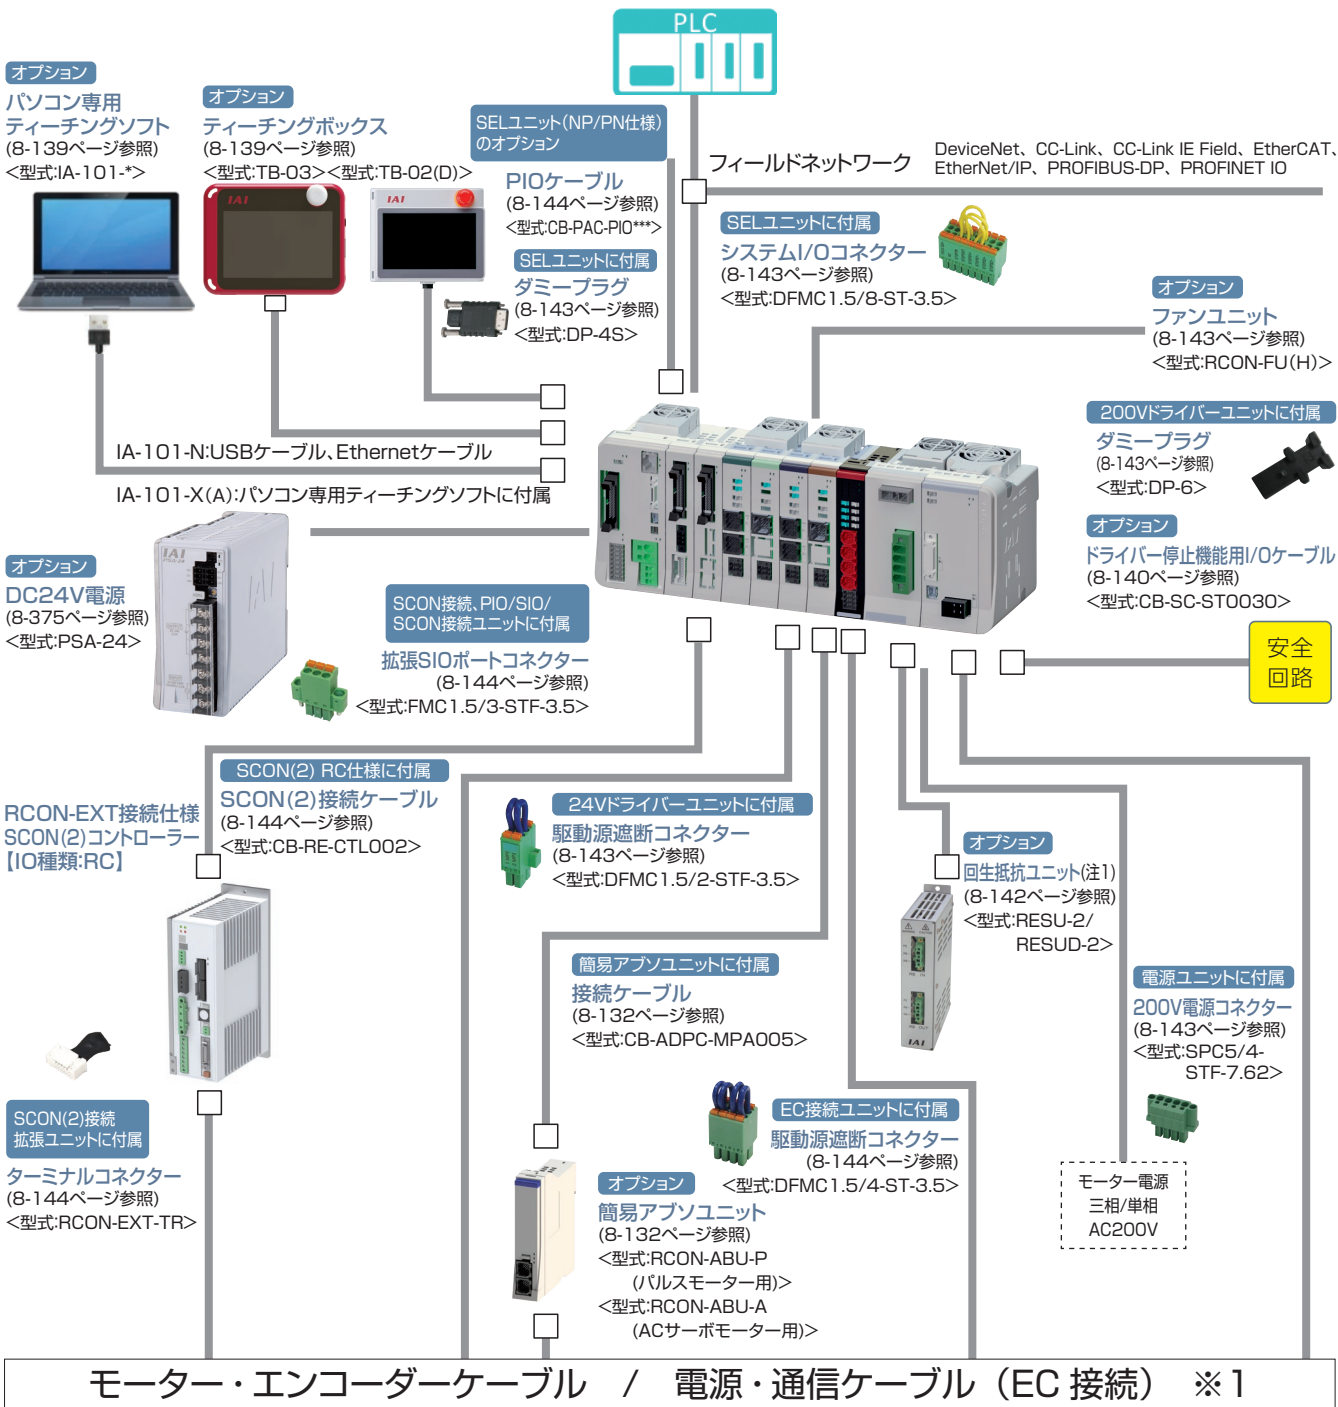 PLC
オプション
パソコン専用
ティーチングソフト
(8-139ページ参照)
<型式:IA-101-*>
オプション
ティーチングボックス
(8-139ページ参照)
<型式:TB-03><型式:TB-02(D)>
IAI
IAI
SELユニット(NP/PN仕様)
のオプション
PIOケーブル
(8-144ページ参照)
<型式:CB-PAC-PIO***>
SELユニットに付属
ダミープラグ
(8-143ページ参照)
<型式:DP-4S>
フィールドネットワーク
DeviceNet、CC-Link、CC-Link IE Field、EtherCAT、
EtherNet/IP、PROFIBUS-DP、PROFINET IO
SELユニットに付属
システムI/Oコネクター
(8-143ページ参照)
<型式:DFMC1.5/8-ST-3.5>
オプション
ファンユニット
(8-143ページ参照)
<型式:RCON-FU(H)>
200Vドライバーユニットに付属
ダミープラグ
(8-143ページ参照)
<型式:DP-6>
オプション
ドライバー停止機能用I/Oケーブル
(8-140ページ参照)
<型式:CB-SC-STO030>
安全
回路
IA-101-N:USBケーブル、Ethernetケーブル
IA-101-X(A):パソコン専用ティーチングソフトに付属
オプション
DC24V電源
(8-375ページ参照)
<型式:PSA-24>
IAI
PSA-24
SCON接続、PIO/SIO/
SCON接続ユニットに付属
拡張SIOポートコネクター
(8-144ページ参照)
<型式:FMC1.5/3-STF-3.5>
RCON-EXT接続仕様
SCON(2)コントローラー
【IO種類:RC】
SCON(2) RC仕様に付属
SCON(2)接続ケーブル
(8-144ページ参照)
<型式:CB-RE-CTL002>
24Vドライバーユニットに付属
駆動源遮断コネクター
(8-143ページ参照)
<型式:DFMC1.5/2-STF-3.5>
オプション
回生抵抗ユニット(注1)
(8-142ページ参照)
<型式:RESU-2/
RESUD-2>
IAI
簡易アブソユニットに付属
接続ケーブル
(8-132ページ参照)
<型式:CB-ADPC-MPA005>
電源ユニットに付属
200V電源コネクター
(8-143ページ参照)
<型式:SPC5/4-
STF-7.62>
SCON(2)接続
拡張ユニットに付属
ターミナルコネクター
(8-144ページ参照)
<型式:RCON-EXT-TR>
EC接続ユニットに付属
駆動源遮断コネクター
(8-144ページ参照)
<型式:DFMC1.5/4-ST-3.5>
オプション
簡易アブソユニット
(8-132ページ参照)
<型式:RCON-ABU-P
(パルスモーター用)>
<型式:RCON-ABU-A
(ACサーボモーター用)>
モーター電源
三相/単相
AC200V
モーター・エンコーダーケーブル / 電源・通信ケーブル（EC 接続） ※1